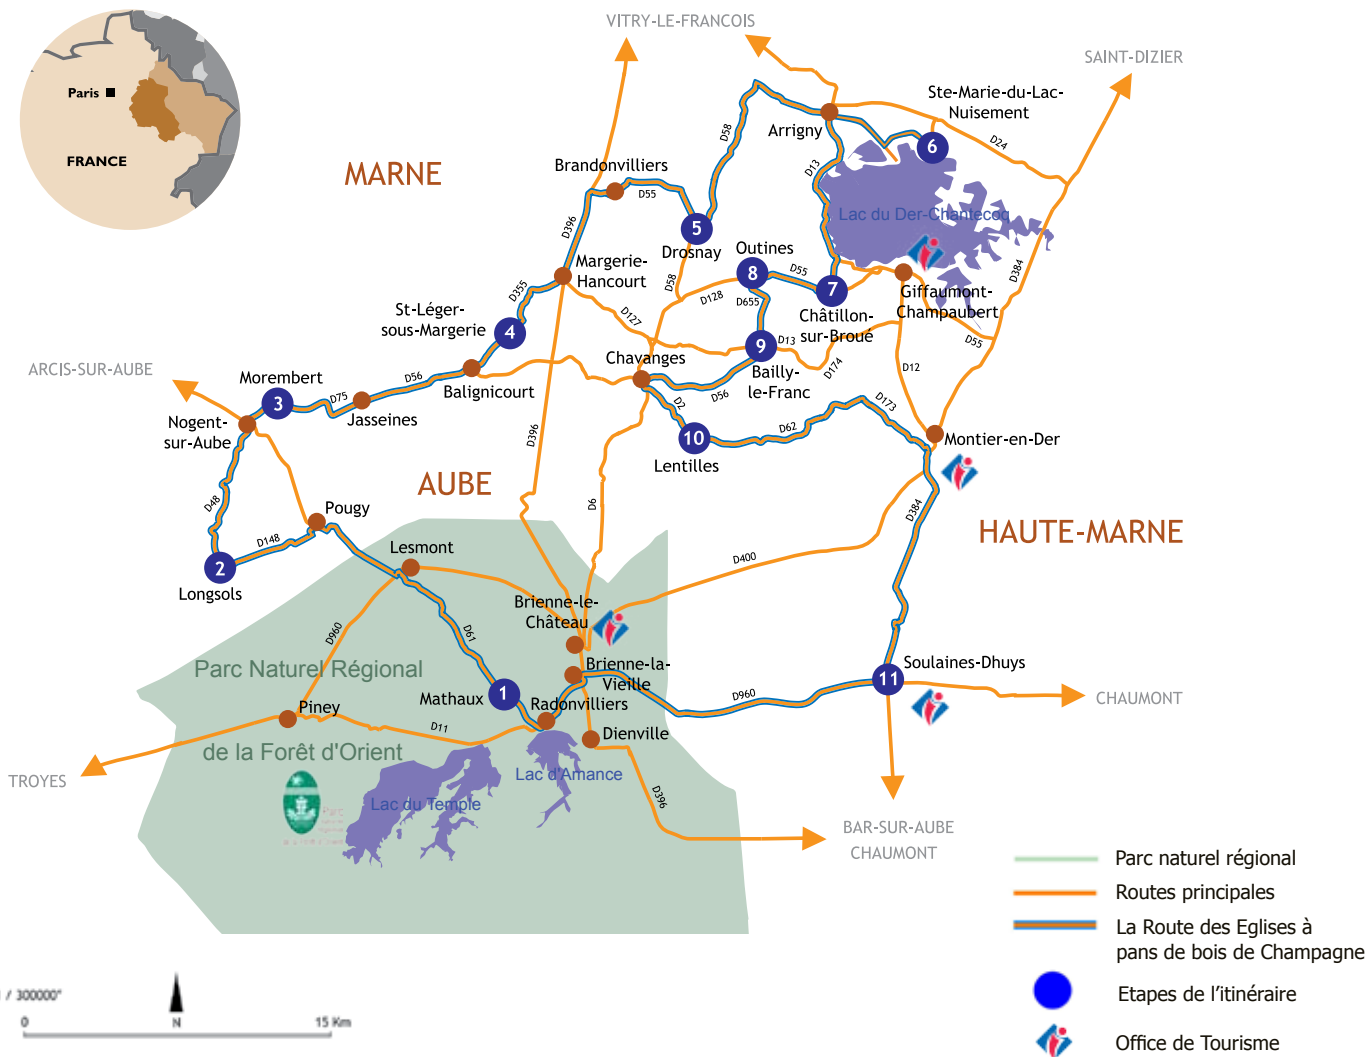 VITRY-LE-FRANCOIS
SAINT-DIZIER
Paris
FRANCE
MARNE
Ste-Marie-du-Lac-
Nuisement
Arrigny
6
D24
D58
D13
Brandonvilliers
D55
D396
5
Drosnay
Lac du Der-Chantecoq
D384
Outines
8
D55
7
Châtillon-
sur-Broué
Giffaumont-
Champaubert
D55
Margerie-
Hancourt
D58
D128
D655
D355
St-Léger-
sous-Margerie
4
D127
9
D13
Bailly-
le-Franc
D174
D12
ARCIS-SUR-AUBE
Morembert
3
D75
D56
Jasseines
Balignicourt
Chavanges
D56
D2
10
Lentilles
D62
D173
Montier-en-Der
Nogent-
sur-Aube
D396
AUBE
D48
Pougy
D148
2
Longsols
D6
D384
HAUTE-MARNE
Lesmont
D400
Brienne-le-
Château
D960
D61
Parc Naturel Régional
de la Forêt d'Orient
Mathaux
1
Brienne-la-
Vieille
Radonvilliers
Soulaines-Dhuys
11
D960
CHAUMONT
Piney
D11
Dienville
TROYES
Lac d'Amance
Lac du Temple
Parc
D396
BAR-SUR-AUBE
CHAUMONT
Parc naturel régional
Routes principales
La Route des Eglises à
pans de bois de Champagne
Etapes de l'itinéraire
Office de Tourisme
/ 300000"
0
N
15 Km